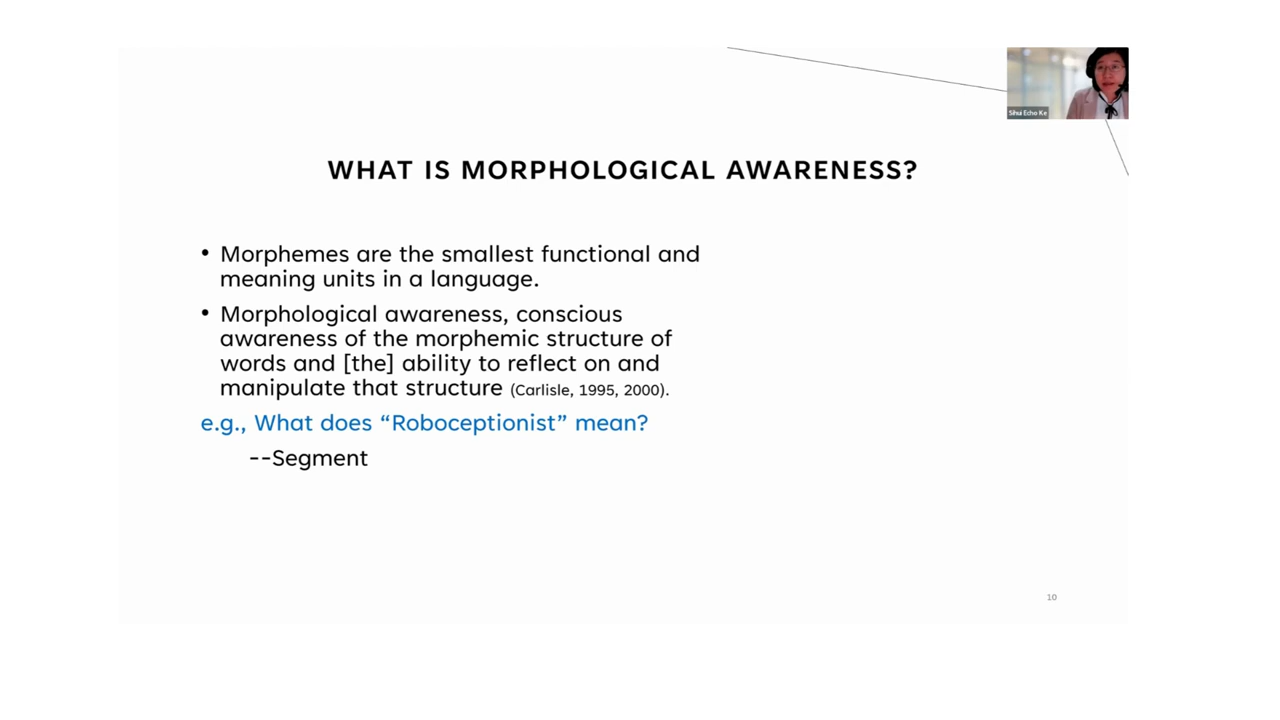 Sihui Echo Ke
WHAT IS MORPHOLOGICAL AWARENESS?
• Morphemes are the smallest functional and
meaning units in a language.
• Morphological awareness, conscious
awareness of the morphemic structure of
words and [the] ability to reflect on and
manipulate that structure (Carlisle, 1995, 2000).
e.g., What does “Roboceptionist” mean?
--Segment
10